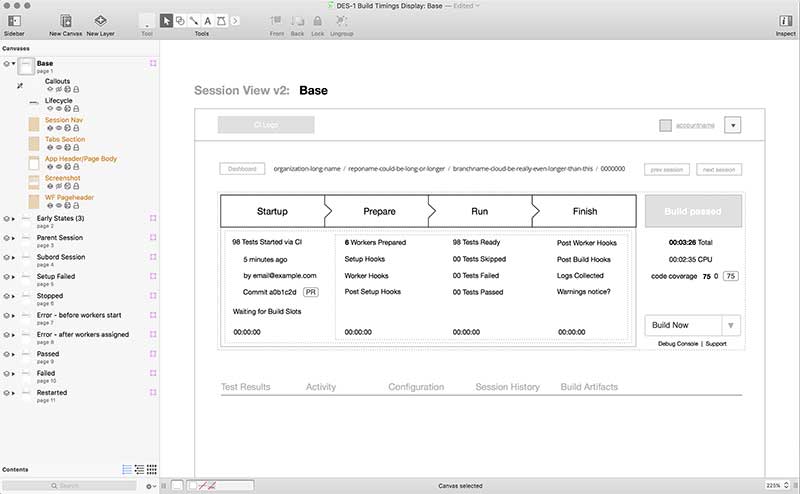 DES-1 Build Timings Display: Base — Edited
Sidebar
New Canvas
New Layer
Tool
Tools
Front
Back
Lock
Ungroup
Inspect
Canvases
Base
page 1
Callouts
Lifecycle
Session Nav
Tabs Section
App Header/Page Body
Screenshot
WF Pageheader
Early States (3)
page 2
Parent Session
page 3
Subord Session
page 4
Setup Failed
page 5
Stopped
page 6
Error - before workers start
page 7
Error - after workers assigned
page 8
Passed
page 9
Failed
page 10
Restarted
page 11
Contents
Search
Session View v2: Base
CI Logo
accountname
Dashboard
organization-long-name / reponame-could-be-long-or-longer / branchname-cloud-be-really-even-longer-than-this / 0000000
prev session
next session
Startup
Prepare
Run
Finish
Build passed
98 Tests Started via CI
5 minutes ago
by email@example.com
Commit a0b1c2d PR
Waiting for Build Slots
00:00:00
6 Workers Prepared
Setup Hooks
Worker Hooks
Post Setup Hooks
00:00:00
98 Tests Ready
00 Tests Skipped
00 Tests Failed
00 Tests Passed
00:00:00
Post Worker Hooks
Post Build Hooks
Logs Collected
Warnings notice?
00:00:00
00:03:26 Total
00:02:35 CPU
code coverage 75 0 75
Build Now
Debug Console | Support
Test Results
Activity
Configuration
Session History
Build Artifacts
Canvas selected
225%